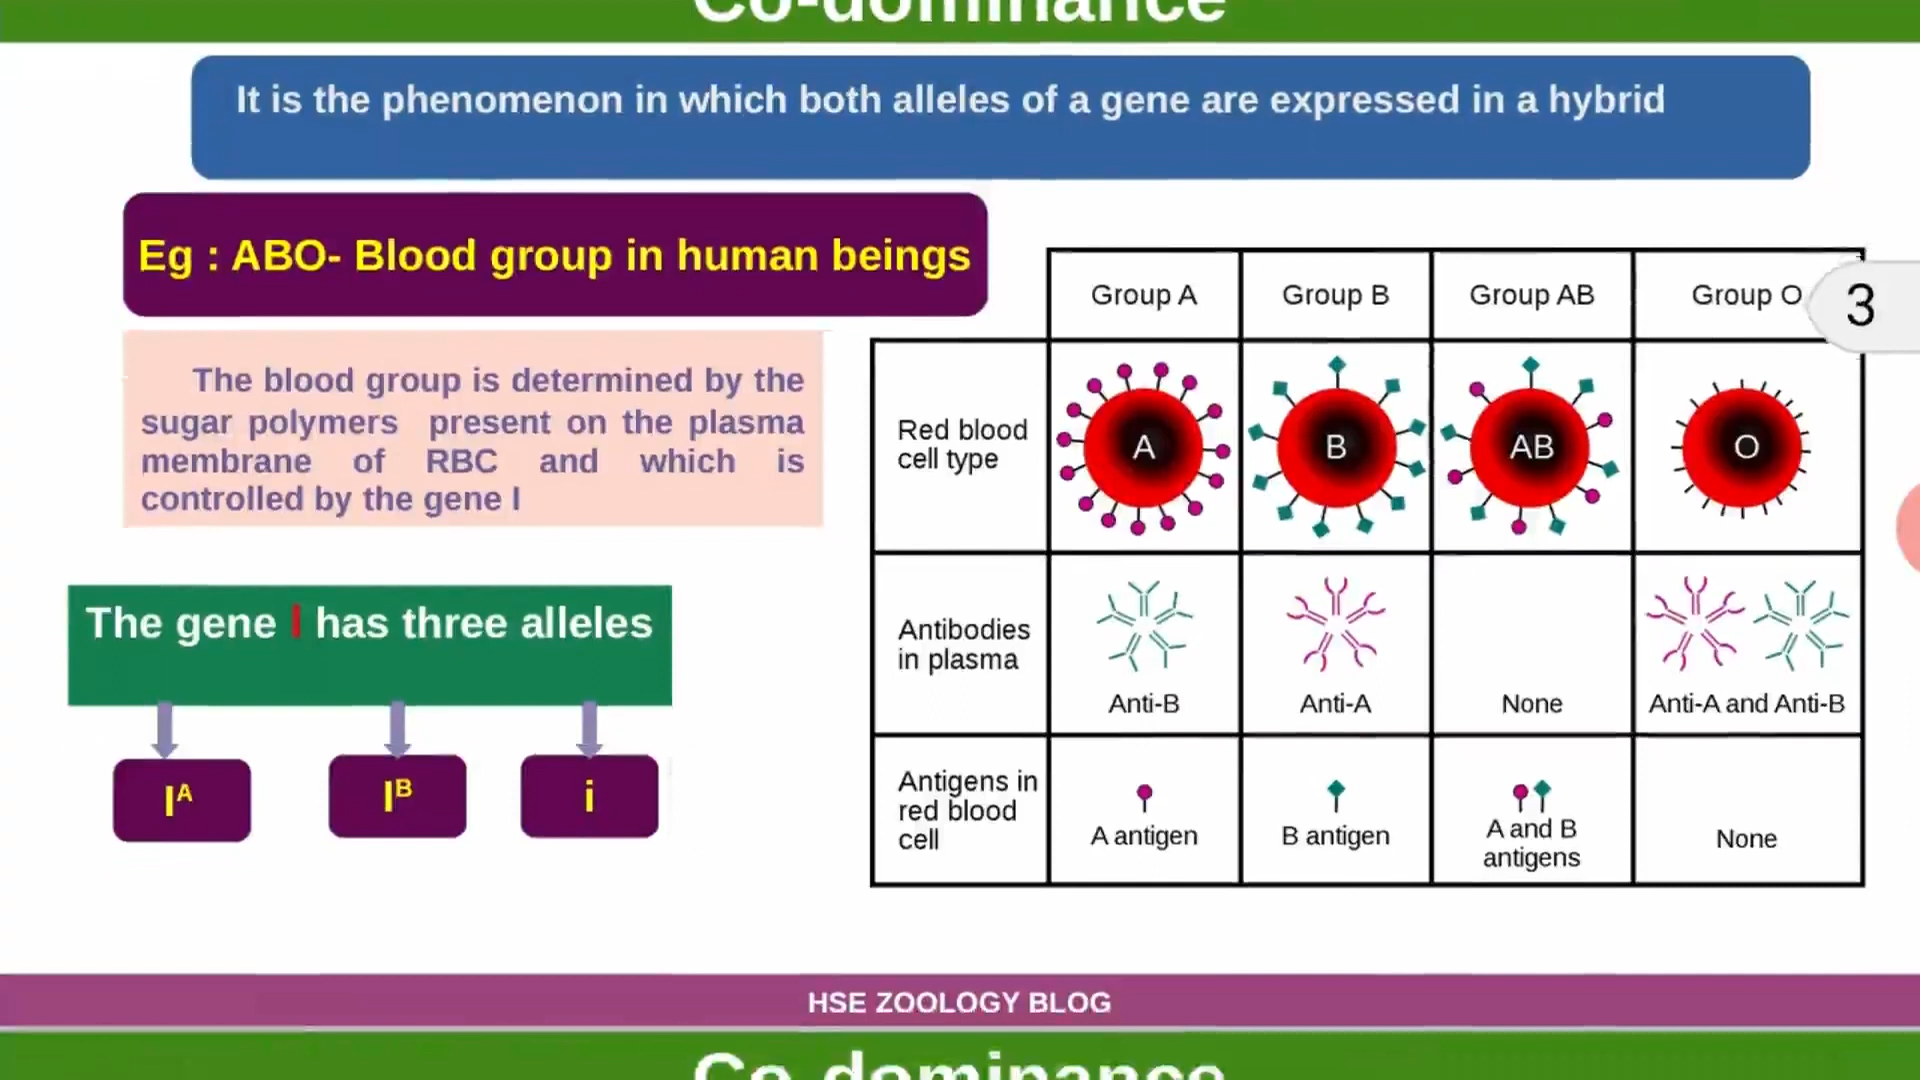 Co-dominance
It is the phenomenon in which both alleles of a gene are expressed in a hybrid
Eg : ABO- Blood group in human beings
The blood group is determined by the
sugar polymers present on the plasma
membrane of RBC and which is
controlled by the gene I
The gene I has three alleles
I^A
I^B
i
Group A
Group B
Group AB
Group O
3
Red blood
cell type
A
B
AB
O
Antibodies
in plasma
Anti-B
Anti-A
None
Anti-A and Anti-B
Antigens in
red blood
cell
A antigen
B antigen
A and B
antigens
None
HSE ZOOLOGY BLOG
Co-dominance